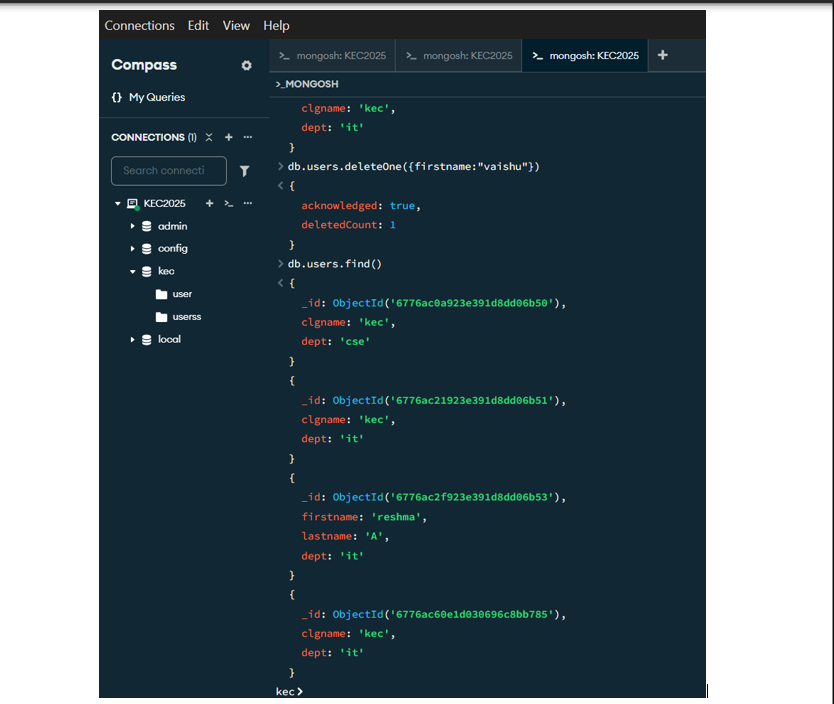 Connections Edit View Help
Compass
{} My Queries
CONNECTIONS (1)
Search connecti
KEC2025
admin
config
kec
user
userss
local
>_ mongosh: KEC2025 >_ mongosh: KEC2025 >_ mongosh: KEC2025 +
>_MONGOSH
clgname: 'kec',
dept: 'it'
}
> db.users.deleteOne({firstname:"vaishu"})
< {
acknowledged: true,
deletedCount: 1
}
> db.users.find()
< {
_id: ObjectId('6776ac0a923e391d8dd06b50'),
clgname: 'kec',
dept: 'cse'
}
{
_id: ObjectId('6776ac21923e391d8dd06b51'),
clgname: 'kec',
dept: 'it'
}
{
_id: ObjectId('6776ac2f923e391d8dd06b53'),
firstname: 'reshma',
lastname: 'A',
dept: 'it'
}
{
_id: ObjectId('6776ac60e1d030696c8bb785'),
clgname: 'kec',
dept: 'it'
}
kec>